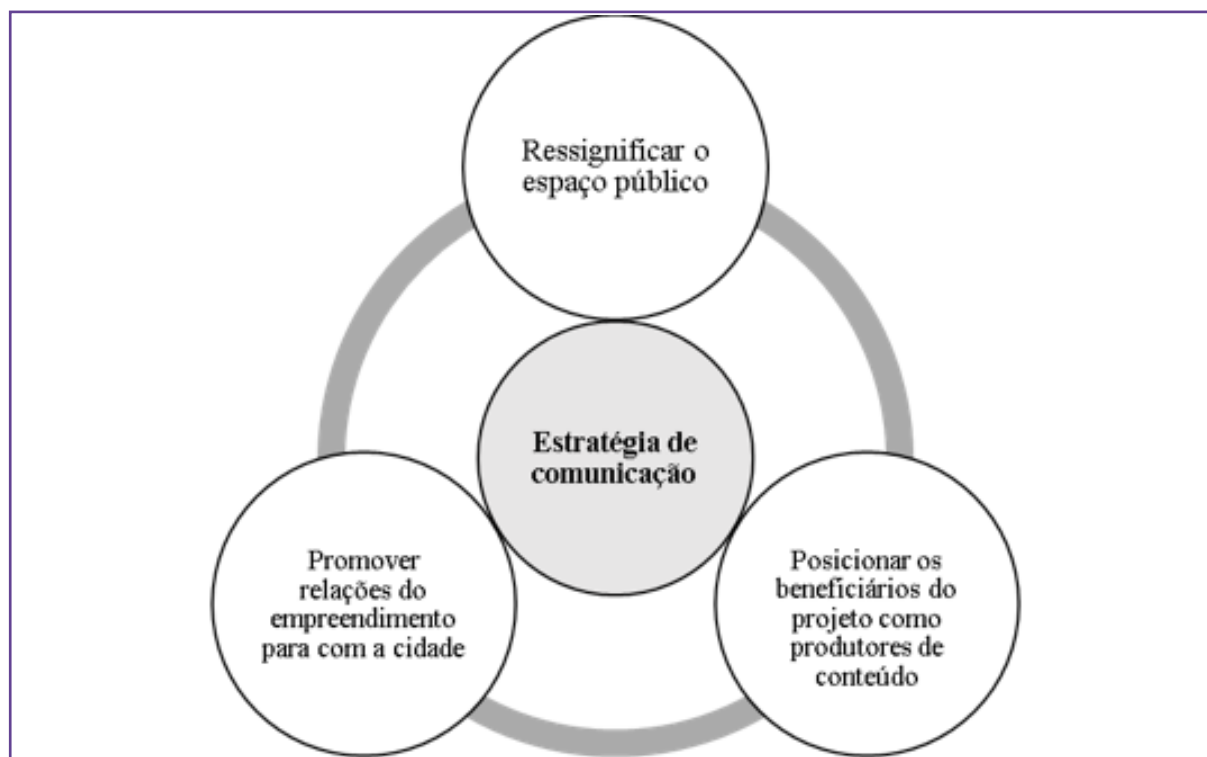 Ressignificar o
espaço público
Estratégia de
comunicação
Promover
relações do
empreendimento
para com a cidade
Posicionar os
beneficiários do
projeto como
produtores de
conteúdo